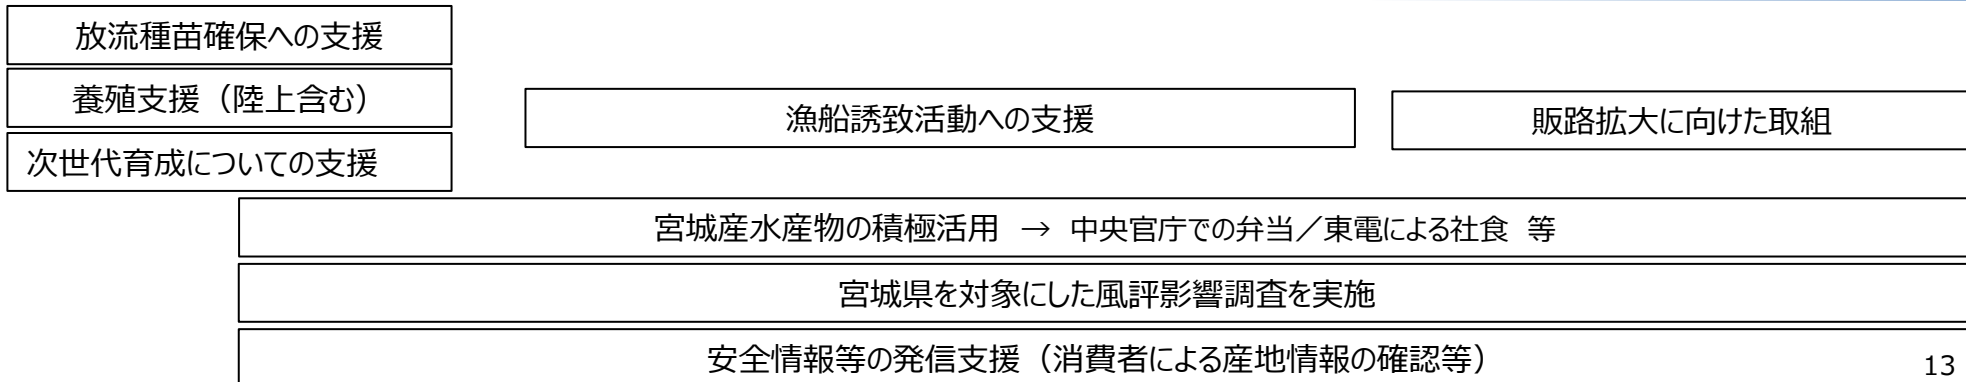 放流種苗確保への支援
養殖支援（陸上含む）
次世代育成についての支援
漁船誘致活動への支援
販路拡大に向けた取組
宮城産水産物の積極活用 → 中央官庁での弁当／東電による社食 等
宮城県を対象にした風評影響調査を実施
安全情報等の発信支援（消費者による産地情報の確認等）
13